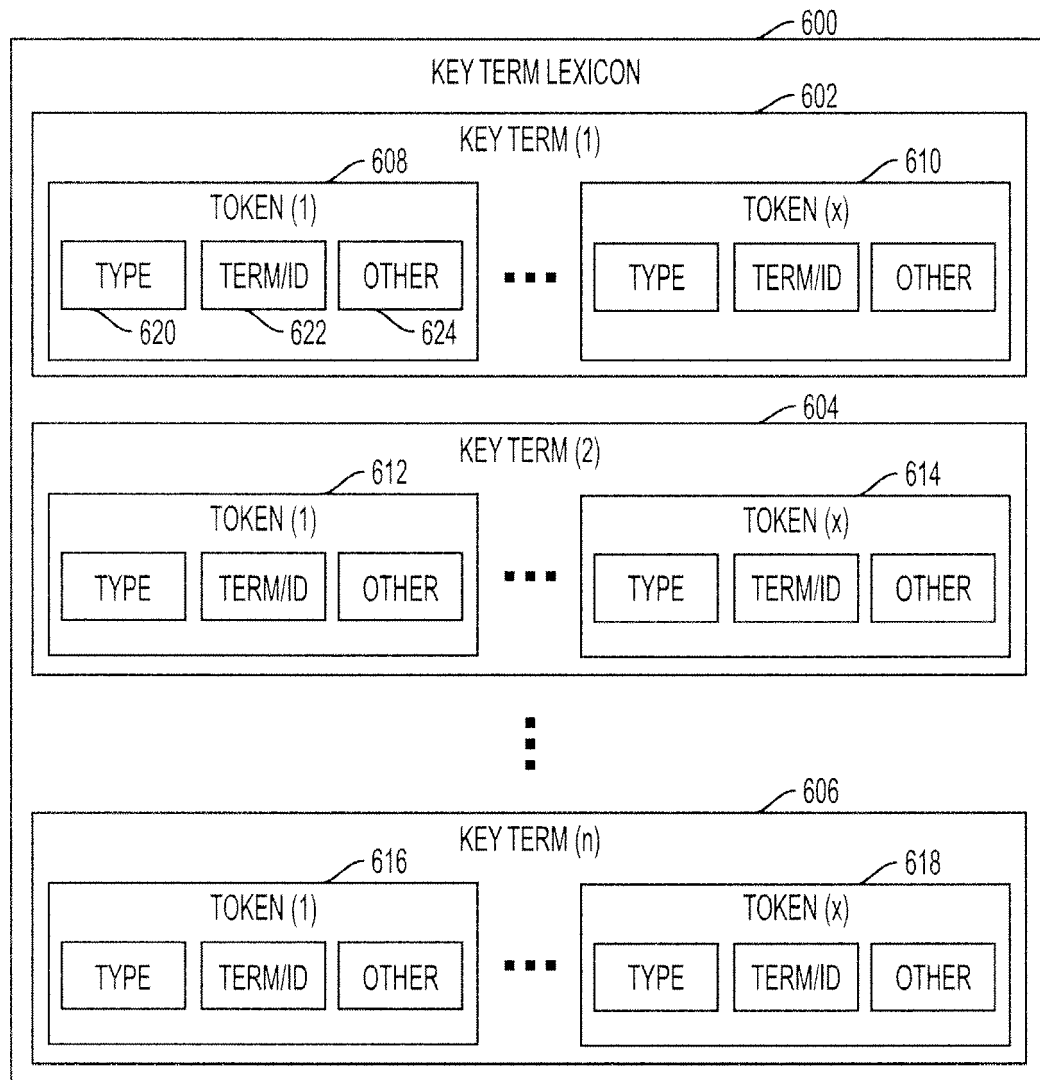 600
KEY TERM LEXICON
602
KEY TERM (1)
608
610
TOKEN (1)
TOKEN (x)
TYPE TERM/ID OTHER
TYPE TERM/ID OTHER
620 622 624
604
KEY TERM (2)
612
614
TOKEN (1)
TOKEN (x)
TYPE TERM/ID OTHER
TYPE TERM/ID OTHER
606
KEY TERM (n)
616
618
TOKEN (1)
TOKEN (x)
TYPE TERM/ID OTHER
TYPE TERM/ID OTHER